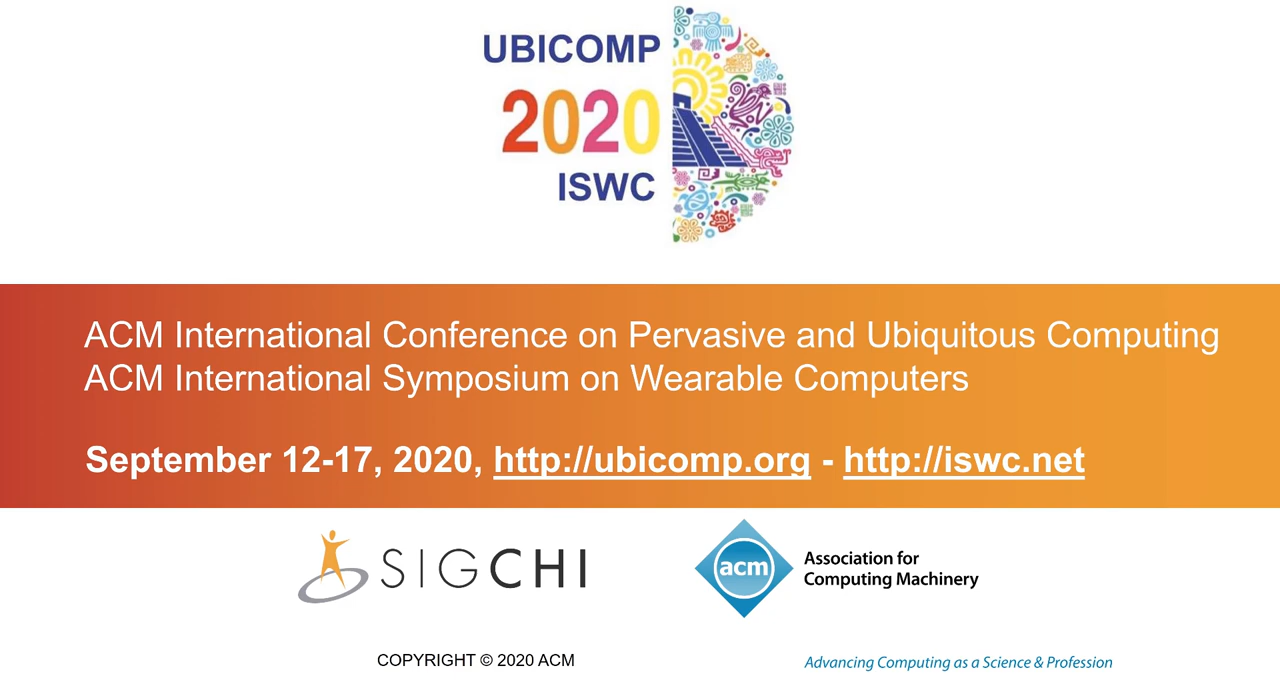 UBICOMP
2020
ISWC
ACM International Conference on Pervasive and Ubiquitous Computing
ACM International Symposium on Wearable Computers
September 12-17, 2020, http://ubicomp.org - http://iswc.net
SIGCHI
acm
Association for
Computing Machinery
COPYRIGHT © 2020 ACM
Advancing Computing as a Science & Profession